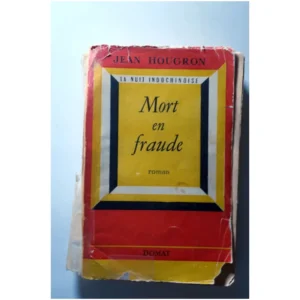 JEAN HOUGRON
LA NUIT INDOCHINOISE
Mort
en
fraude
roman
DOMAT